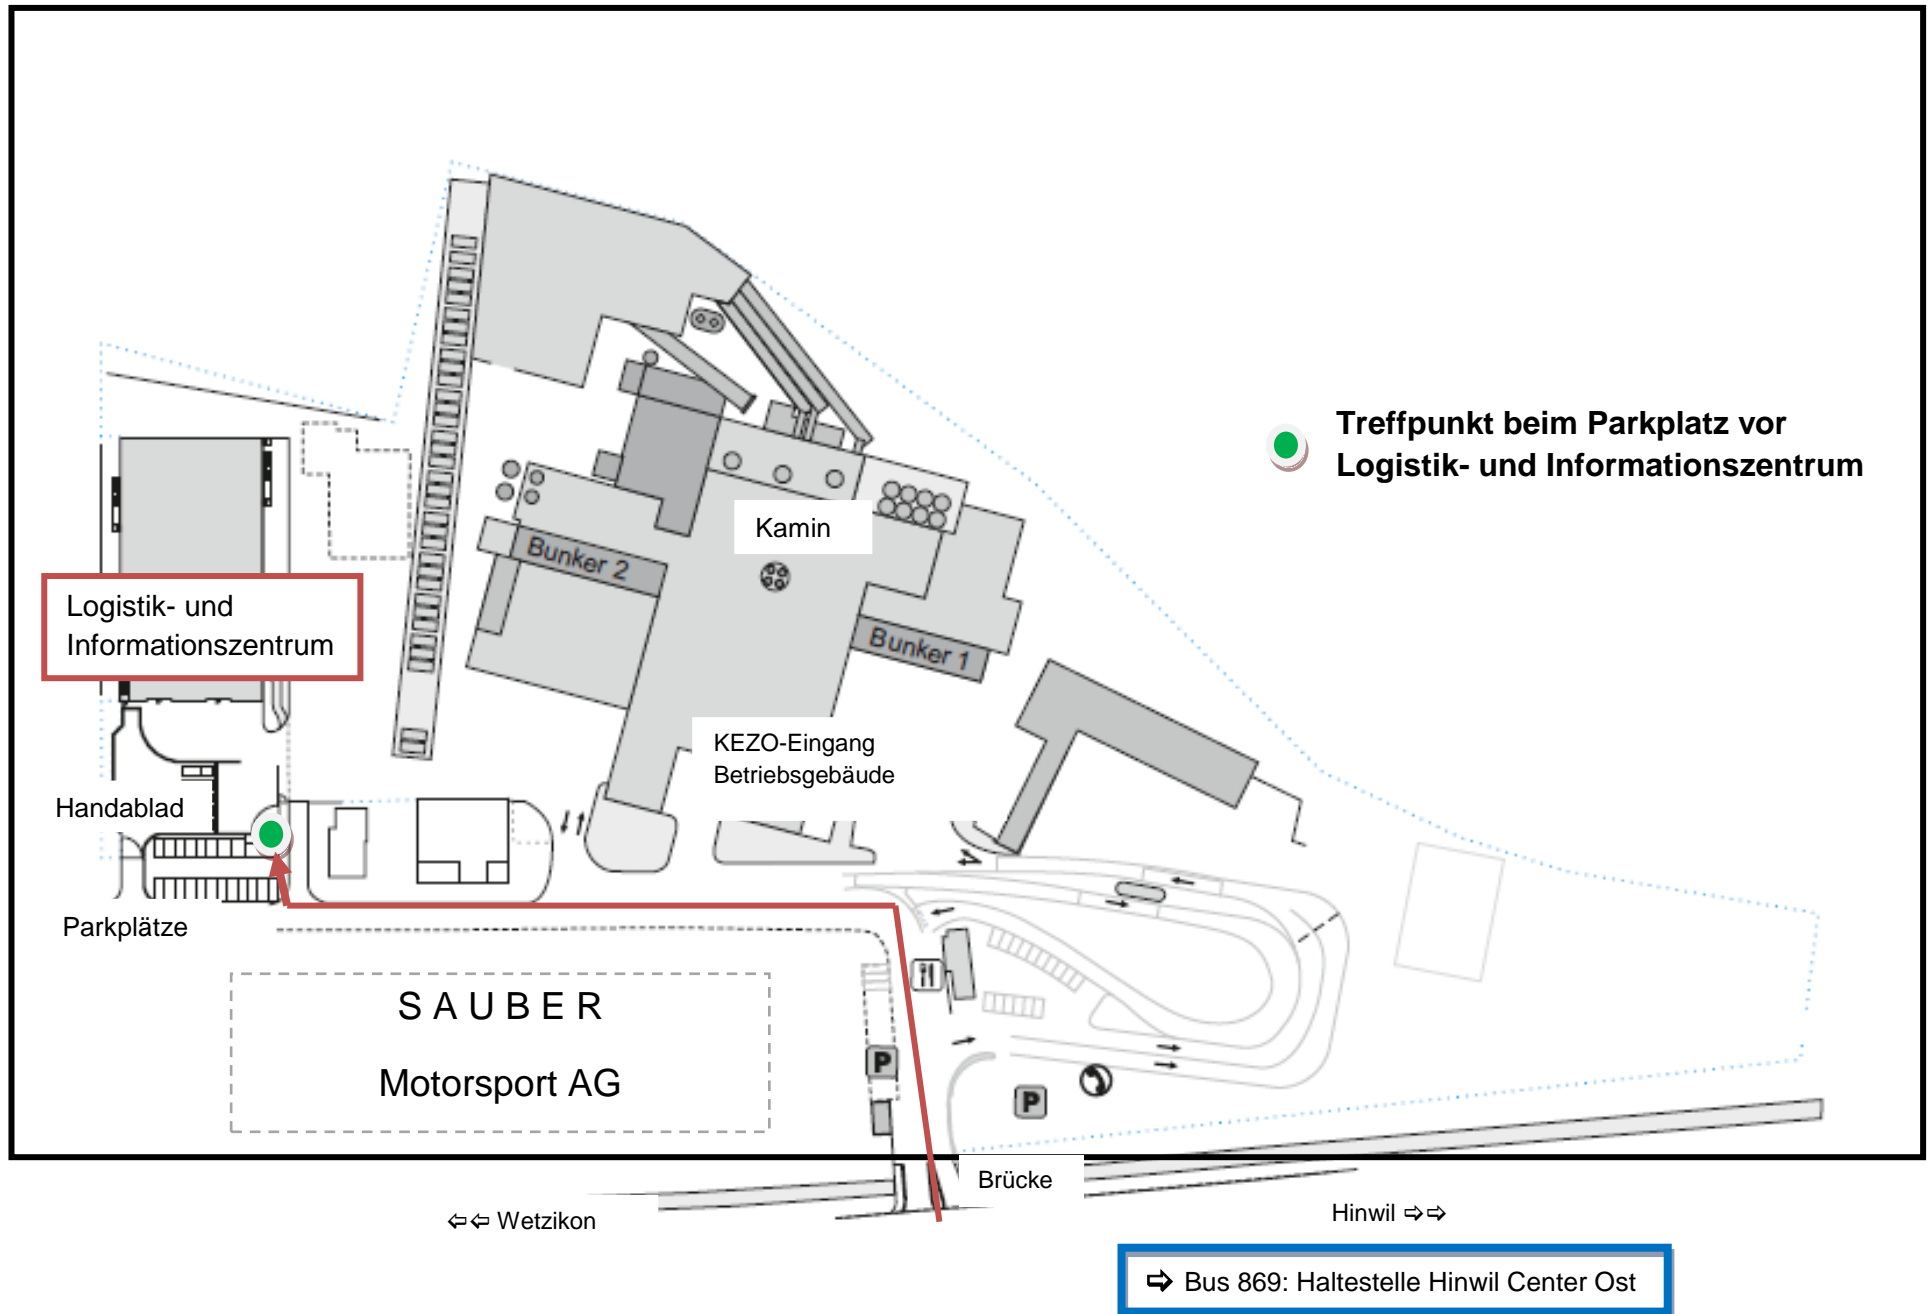 Treffpunkt beim Parkplatz vor
Logistik- und Informationszentrum
Kamin
Bunker 2
Logistik- und
Informationszentrum
Bunker 1
KEZO-Eingang
Betriebsgebäude
Handablad
Parkplätze
S A U B E R
Motorsport AG
P
P
Brücke
⇦⇦ Wetzikon
Hinwil ⇨⇨
⇨ Bus 869: Haltestelle Hinwil Center Ost